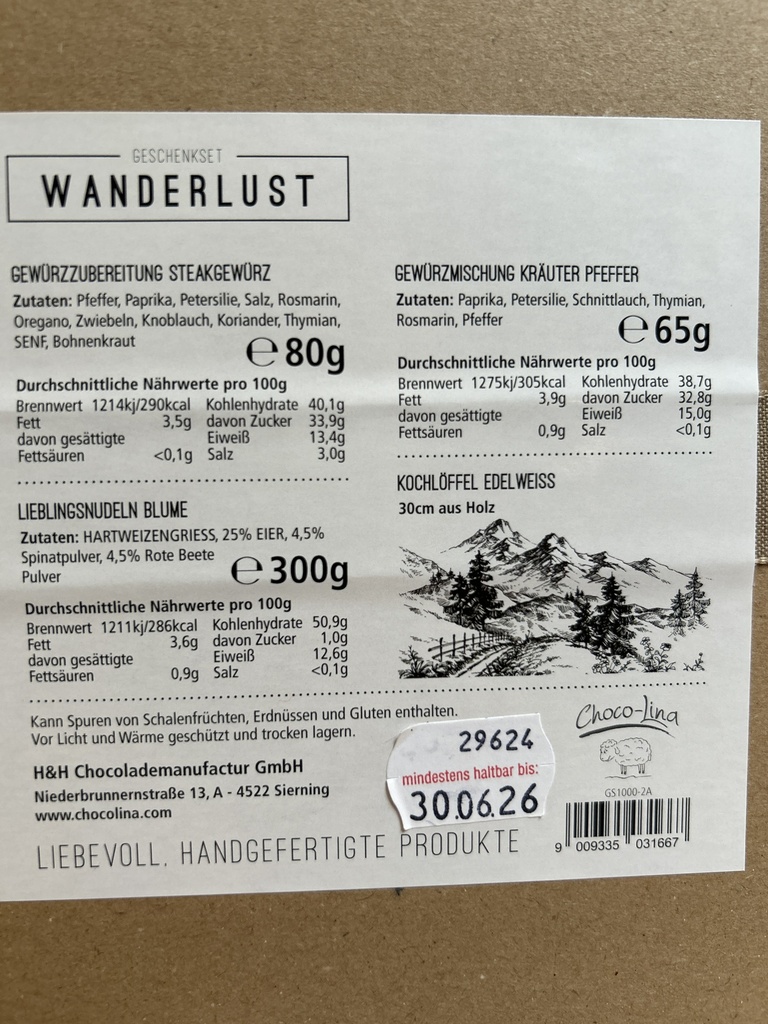 GESCHENKSET
WANDERLUST
GEWÜRZZUBEREITUNG STEAKGEWÜRZ
Zutaten: Pfeffer, Paprika, Petersilie, Salz, Rosmarin,
Oregano, Zwiebeln, Knoblauch, Koriander, Thymian,
SENF, Bohnenkraut
℮ 80g
Durchschnittliche Nährwerte pro 100g
Brennwert 1214kj/290kcal Kohlenhydrate 40,1g
Fett 3,5g davon Zucker 33,9g
davon gesättigte Eiweiß 13,4g
Fettsäuren <0,1g Salz 3,0g
GEWÜRZMISCHUNG KRÄUTER PFEFFER
Zutaten: Paprika, Petersilie, Schnittlauch, Thymian,
Rosmarin, Pfeffer
℮ 65g
Durchschnittliche Nährwerte pro 100g
Brennwert 1275kj/305kcal Kohlenhydrate 38,7g
Fett 3,9g davon Zucker 32,8g
davon gesättigte Eiweiß 15,0g
Fettsäuren 0,9g Salz <0,1g
LIEBLINGSNUDELN BLUME
Zutaten: HARTWEIZENGRIESS, 25% EIER, 4,5%
Spinatpulver, 4,5% Rote Beete
Pulver
℮ 300g
Durchschnittliche Nährwerte pro 100g
Brennwert 1211kj/286kcal Kohlenhydrate 50,9g
Fett 3,6g davon Zucker 1,0g
davon gesättigte Eiweiß 12,6g
Fettsäuren 0,9g Salz <0,1g
KOCHLÖFFEL EDELWEISS
30cm aus Holz
Kann Spuren von Schalenfrüchten, Erdnüssen und Gluten enthalten.
Vor Licht und Wärme geschützt und trocken lagern.
H&H Chocolademanufactur GmbH
Niederbrunnernstraße 13, A - 4522 Sierning
www.chocolina.com
29624
mindestens haltbar bis:
30.06.26
Choco-Lina
GS1000-2A
9 009335 031667
LIEBEVOLL, HANDGEFERTIGTE PRODUKTE